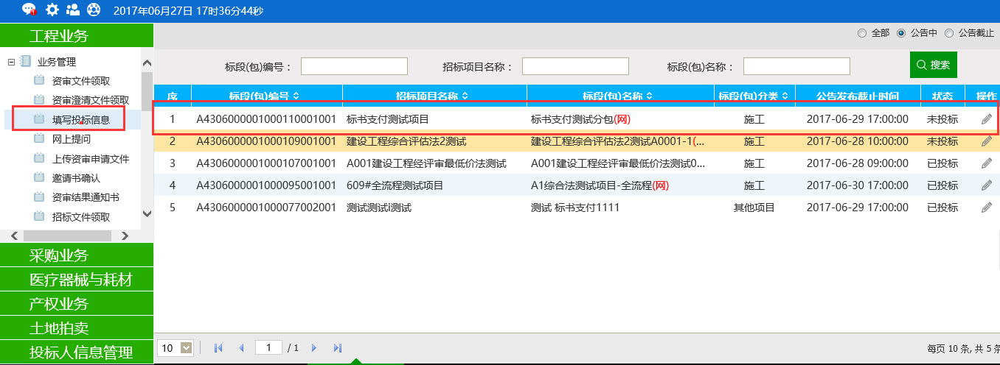 2017年06月27日 17时36分44秒
工程业务
全部 公告中 公告截止
业务管理
资审文件领取
资审澄清文件领取
填写投标信息
网上提问
上传资审申请文件
邀请书确认
资审结果通知书
招标文件领取
采购业务
医疗器械与耗材
产权业务
土地拍卖
投标人信息管理
标段(包)编号： 招标项目名称： 标段(包)名称： 搜索
序 标段(包)编号 招标项目名称 标段(包)名称 标段(包)分类 公告发布截止时间 状态 操作
1 A4306000001000110001001 标书支付测试项目 标书支付测试分包(网) 施工 2017-06-29 17:00:00 未投标
2 A4306000001000109001001 建设工程综合评估法2测试 建设工程综合评估法2测试A0001-1(... 施工 2017-06-28 10:00:00 未投标
3 A4306000001000107001001 A001建设工程经评审最低价法测试 A001建设工程经评审最低价法测试0... 施工 2017-06-28 09:00:00 已投标
4 A4306000001000095001001 609#全流程测试项目 A1综合法测试项目-全流程(网) 施工 2017-06-30 17:00:00 已投标
5 A4306000001000077002001 测试测试i测试 测试 标书支付1111 其他项目 2017-06-29 17:00:00 已投标
10 1 / 1 每页 10 条, 共 5 条